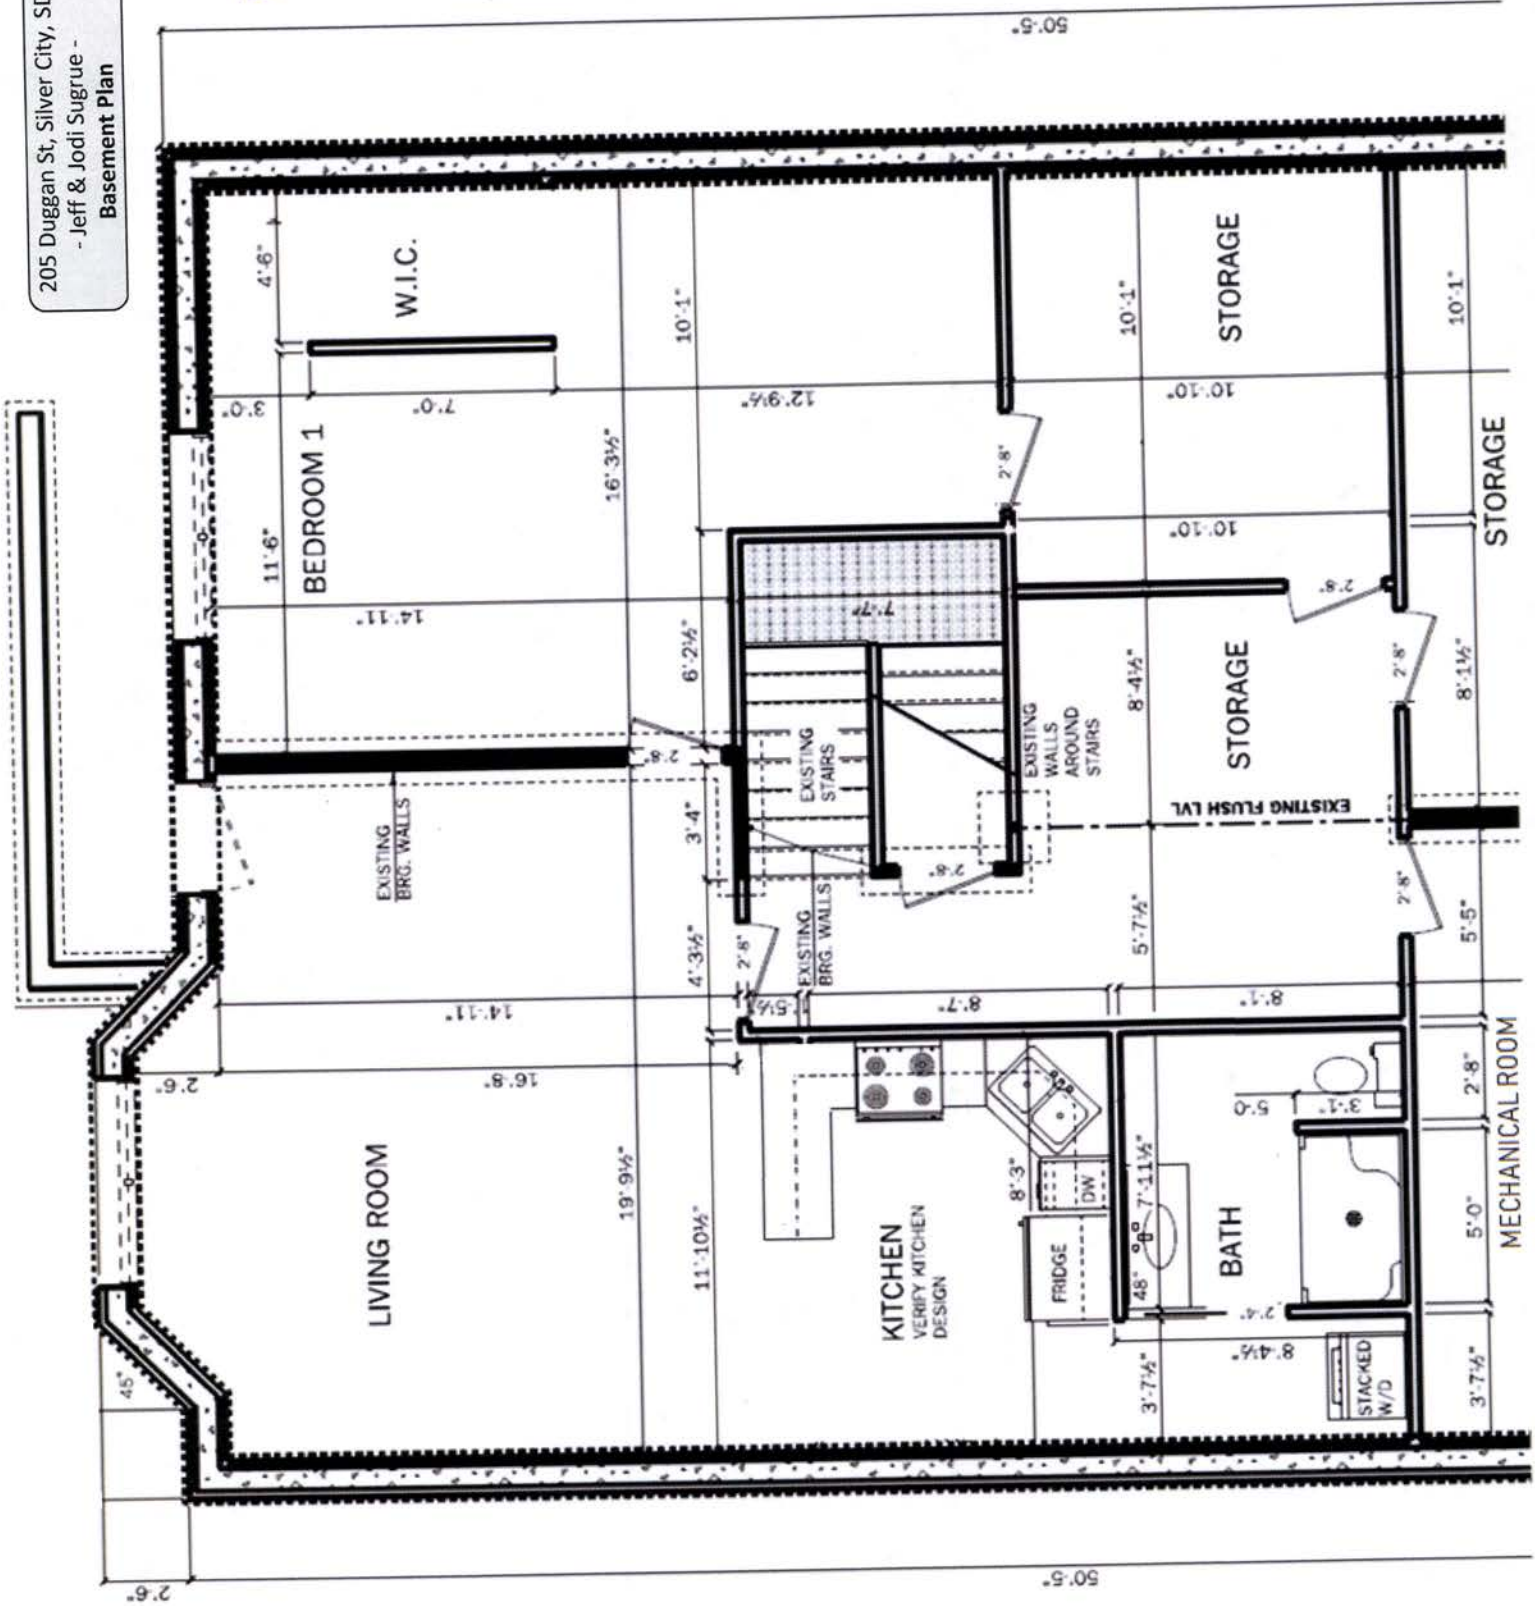 205 Duggan St, Silver City, SD
- Jeff & Jodi Sugrue -
Basement Plan
50'-5"
4'-6"
W.I.C.
11'-6"
BEDROOM 1
3'-0"
7'-0"
12'-9½"
10'-1"
16'-3½"
14'-11"
6'-2½"
2'-8"
3'-4"
4'-3½"
EXISTING
BRG. WALLS
EXISTING
STAIRS
7'-7"
EXISTING
WALLS
AROUND
STAIRS
2'-8"
EXISTING
BRG. WALLS
2'-8"
2'-8"
10'-1"
STORAGE
10'-10"
10'-10"
2'-8"
8'-4½"
STORAGE
EXISTING FLUSH LVL
5'-7½"
2'-8"
2'-8"
10'-1"
STORAGE
8'-1½"
5'-5"
2'-6"
14'-11"
16'-8"
LIVING ROOM
19'-9½"
11'-10½"
45°
5½"
8'-7"
8'-1"
KITCHEN
VERIFY KITCHEN
DESIGN
8'-3"
DW
FRIDGE
48"
7'-11½"
BATH
5'-0
3'-1"
2'-4"
8'-4½"
3'-7½"
STACKED
W/D
2'-8"
5'-0"
3'-7½"
MECHANICAL ROOM
2'-6"
50'-5"